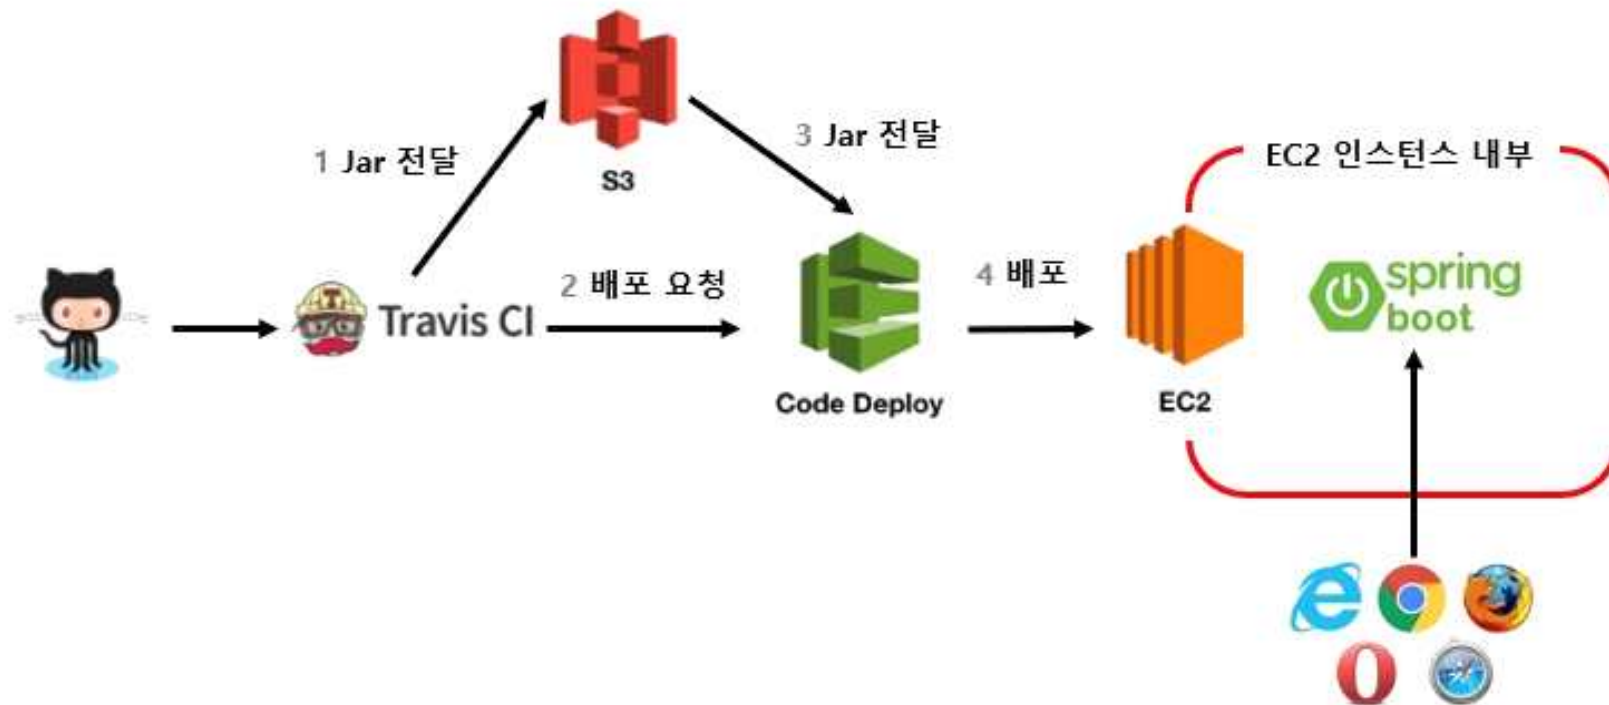 S3
1 Jar 전달
3 Jar 전달
EC2 인스턴스 내부
Travis CI
2 배포 요청
Code Deploy
4 배포
EC2
spring
boot